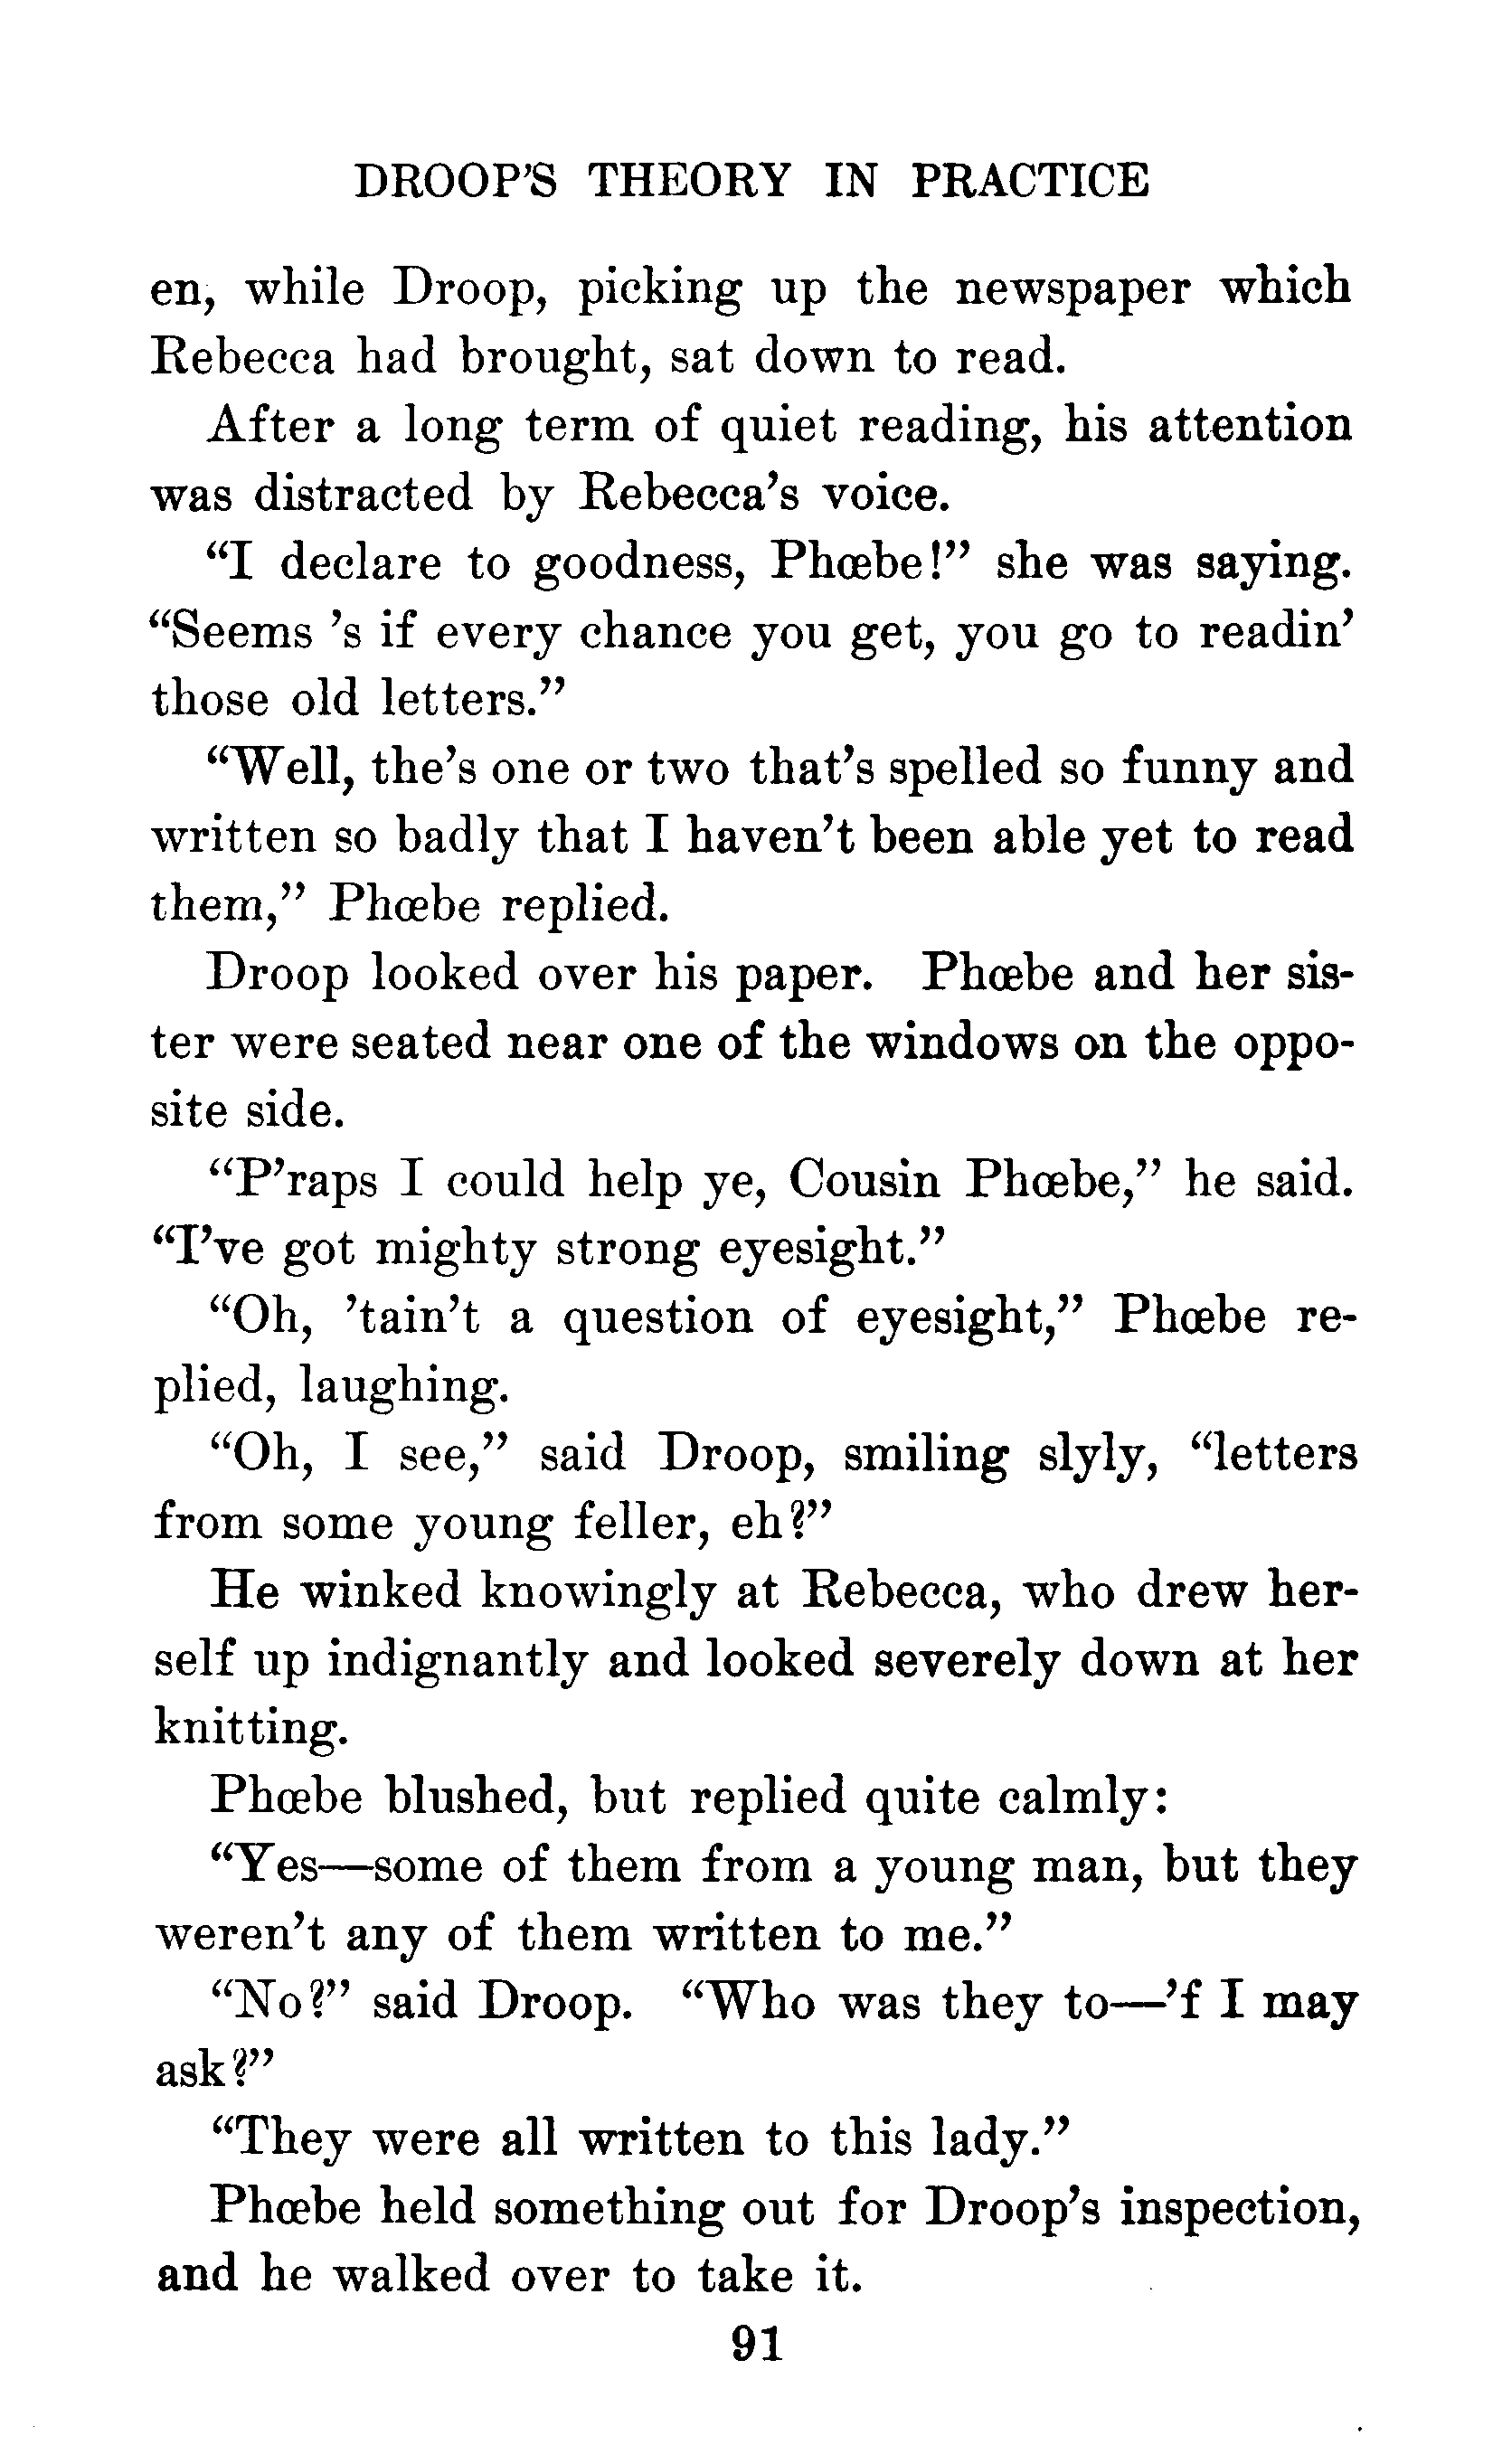 DROOP'S THEORY IN PRACTICE
en, while Droop, picking up the newspaper which
Rebecca had brought, sat down to read.
After a long term of quiet reading, his attention
was distracted by Rebecca's voice.
“I declare to goodness, Phœbe!” she was saying.
“Seems 's if every chance you get, you go to readin'
those old letters.”
“Well, the's one or two that's spelled so funny and
written so badly that I haven't been able yet to read
them,” Phœbe replied.
Droop looked over his paper. Phœbe and her sis-
ter were seated near one of the windows on the oppo-
site side.
“P'raps I could help ye, Cousin Phœbe,” he said.
“I've got mighty strong eyesight.”
“Oh, 'tain't a question of eyesight,” Phœbe re-
plied, laughing.
“Oh, I see,” said Droop, smiling slyly, “letters
from some young feller, eh?”
He winked knowingly at Rebecca, who drew her-
self up indignantly and looked severely down at her
knitting.
Phœbe blushed, but replied quite calmly:
“Yes—some of them from a young man, but they
weren't any of them written to me.”
“No?” said Droop. “Who was they to—'f I may
ask?”
“They were all written to this lady.”
Phœbe held something out for Droop's inspection,
and he walked over to take it.
91